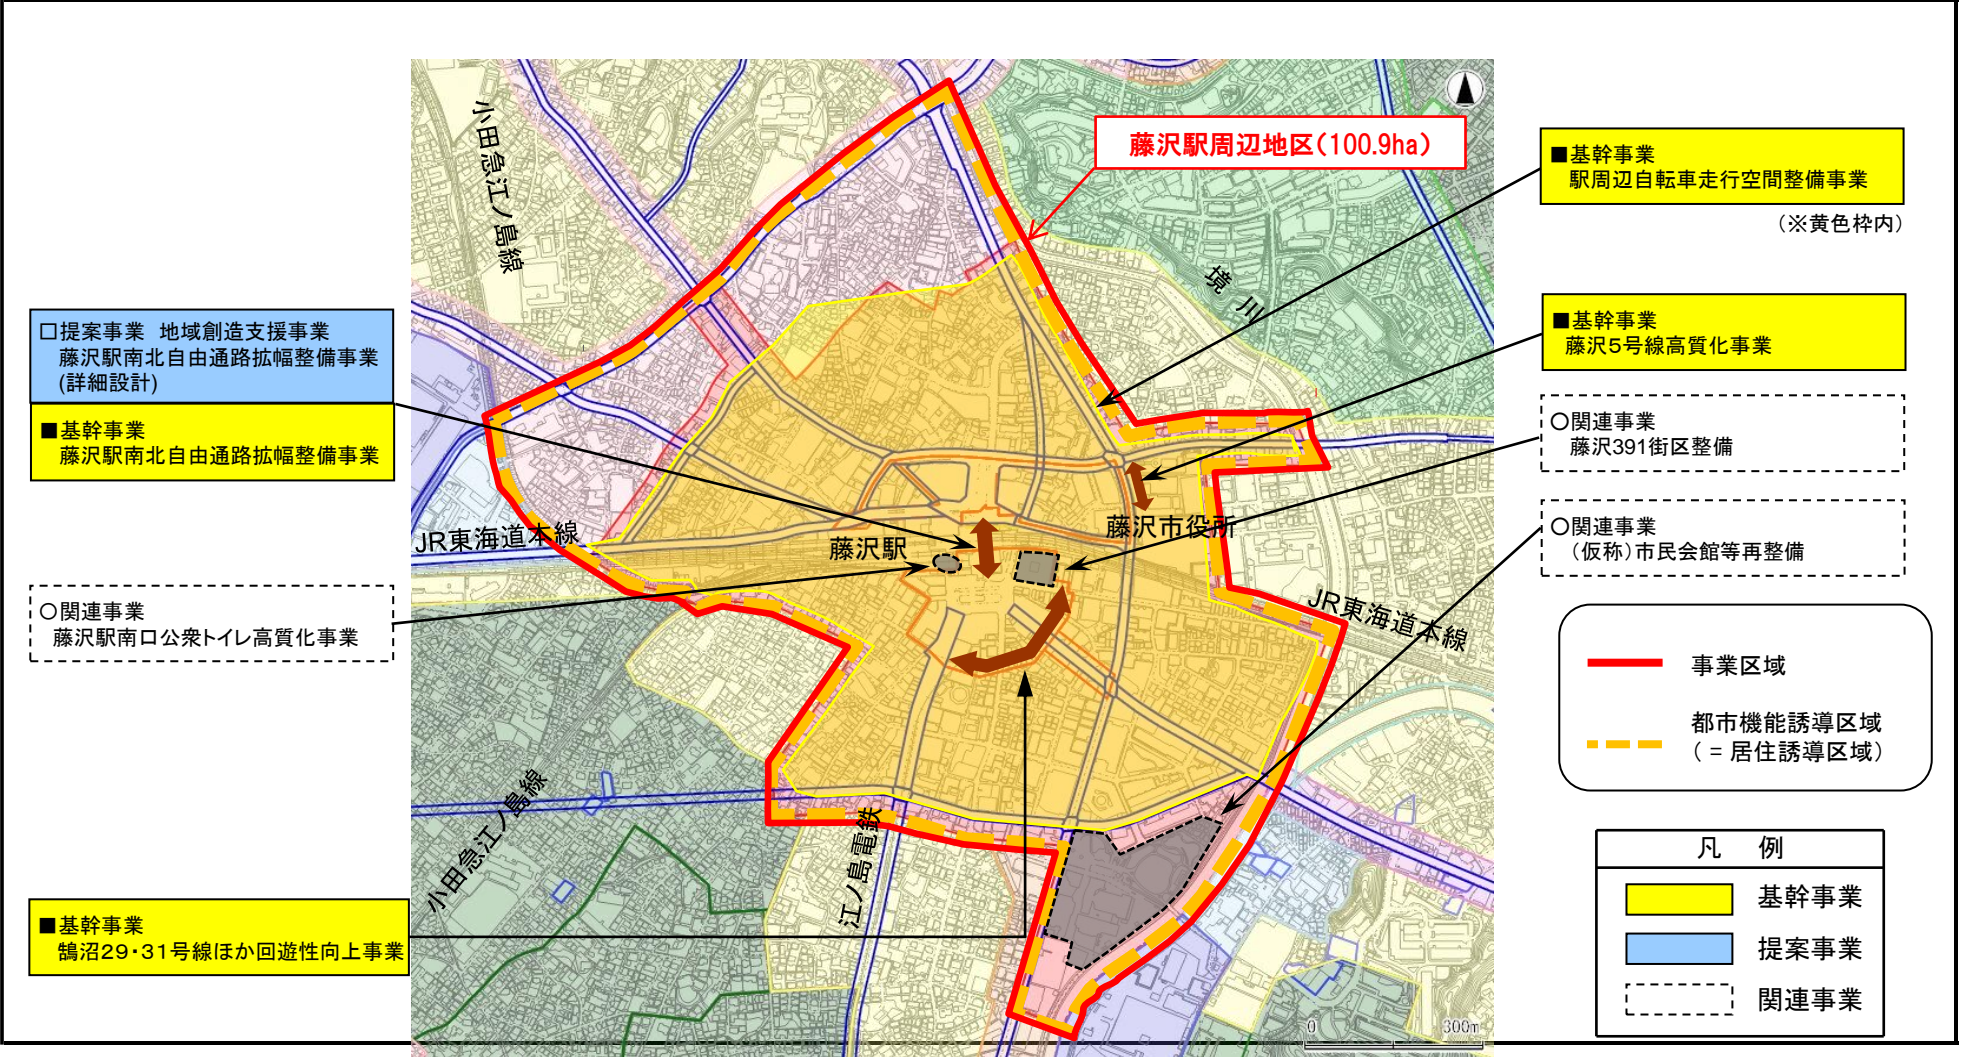 藤沢駅周辺地区(100.9ha)
■基幹事業
駅周辺自転車走行空間整備事業
(※黄色枠内)
■基幹事業
藤沢5号線高質化事業
○関連事業
藤沢391街区整備
○関連事業
(仮称)市民会館等再整備
□提案事業 地域創造支援事業
藤沢駅南北自由通路拡幅整備事業
(詳細設計)
■基幹事業
藤沢駅南北自由通路拡幅整備事業
○関連事業
藤沢駅南口公衆トイレ高質化事業
■基幹事業
鵠沼29・31号線ほか回遊性向上事業
小田急江ノ島線
境川
JR東海道本線
藤沢駅
藤沢市役所
JR東海道本線
小田急江ノ島線
江ノ島電鉄
事業区域
都市機能誘導区域
(=居住誘導区域)
凡 例
基幹事業
提案事業
関連事業
0 300m